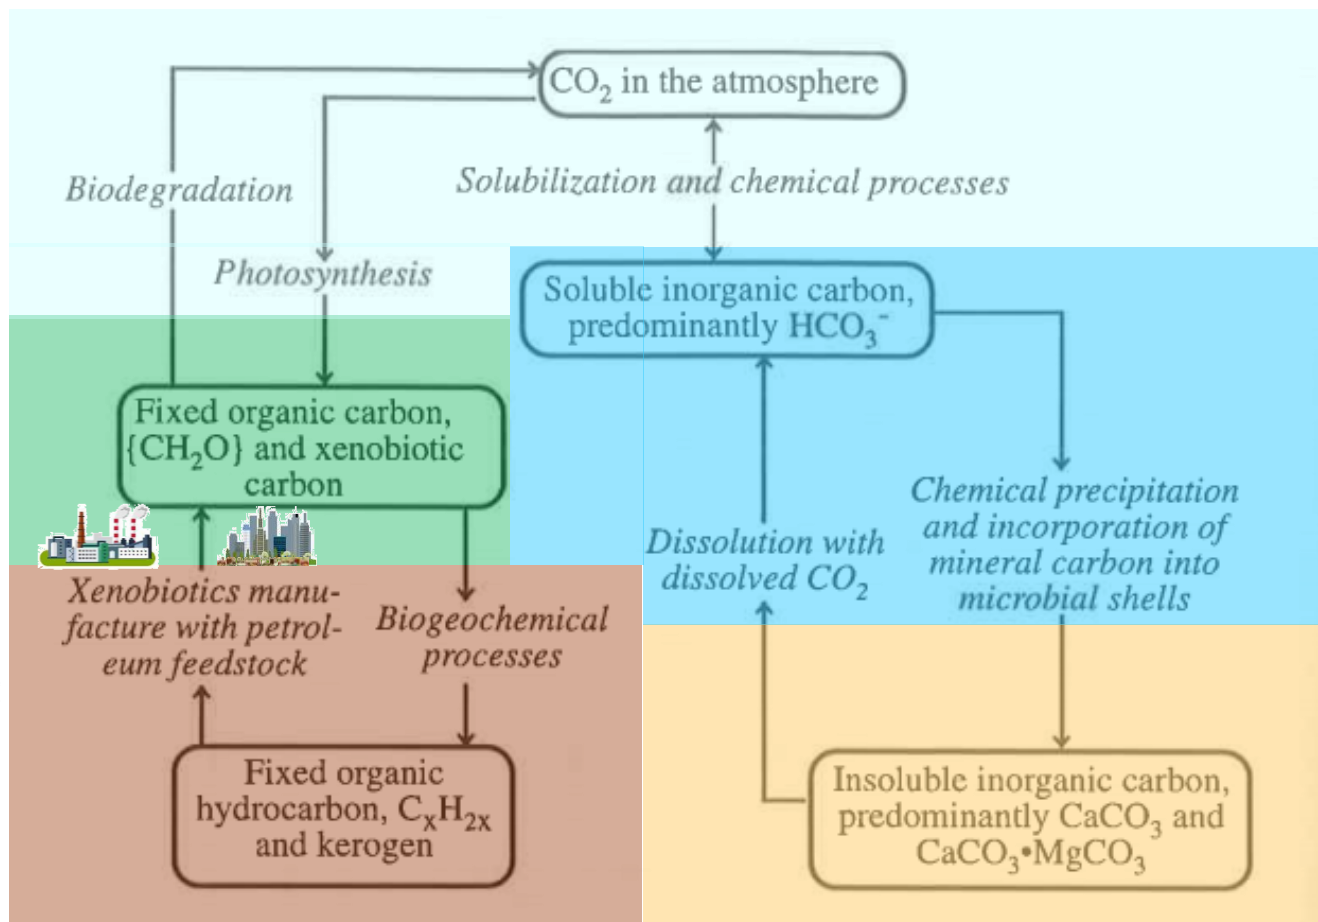 CO₂ in the atmosphere
Biodegradation
Solubilization and chemical processes
Photosynthesis
Soluble inorganic carbon,
predominantly HCO₃⁻
Fixed organic carbon,
{CH₂O} and xenobiotic
carbon
Chemical precipitation
and incorporation of
mineral carbon into
microbial shells
Dissolution with
dissolved CO₂
Xenobiotics manu-
facture with petrol-
eum feedstock
Biogeochemical
processes
Fixed organic
hydrocarbon, CₓH₂ₓ
and kerogen
Insoluble inorganic carbon,
predominantly CaCO₃ and
CaCO₃•MgCO₃